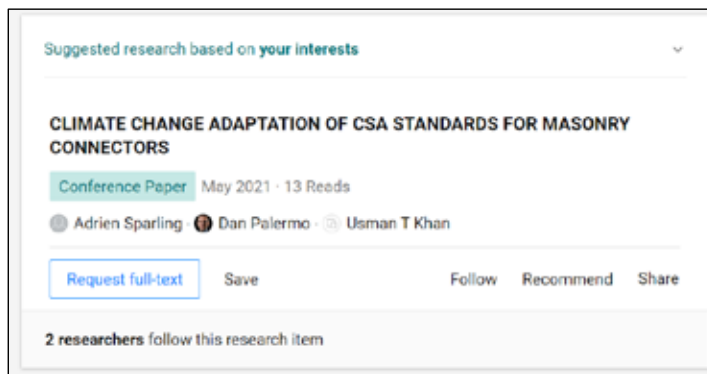 Suggested research based on your interests
CLIMATE CHANGE ADAPTATION OF CSA STANDARDS FOR MASONRY
CONNECTORS
Conference Paper May 2021 · 13 Reads
Adrien Sparling · Dan Palermo · Usman T Khan
Request full-text Save Follow Recommend Share
2 researchers follow this research item